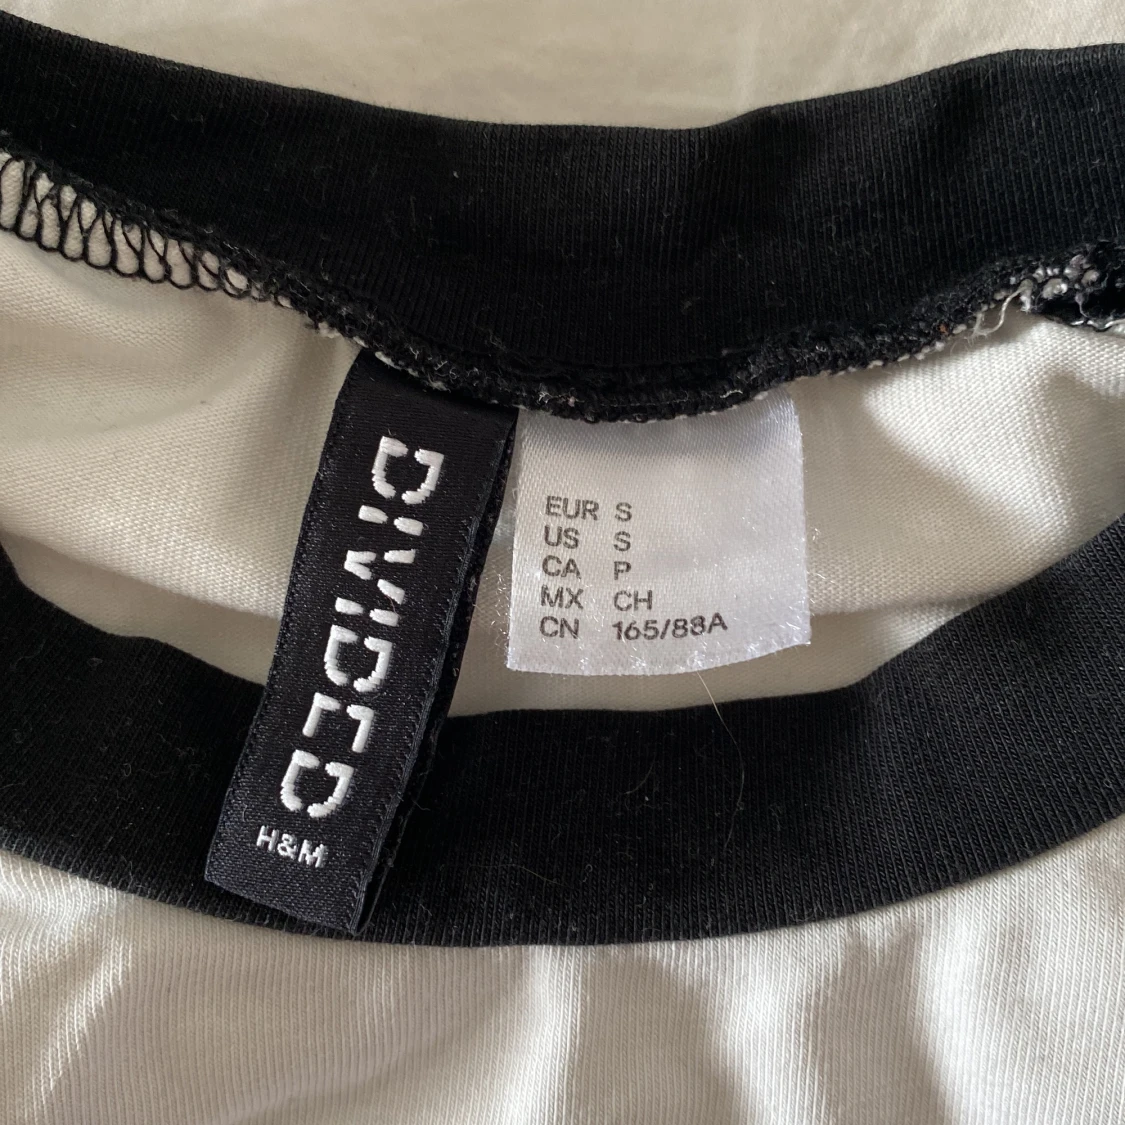 DIVIDED
H&M
EUR S
US S
CA P
MX CH
CN 165/88A